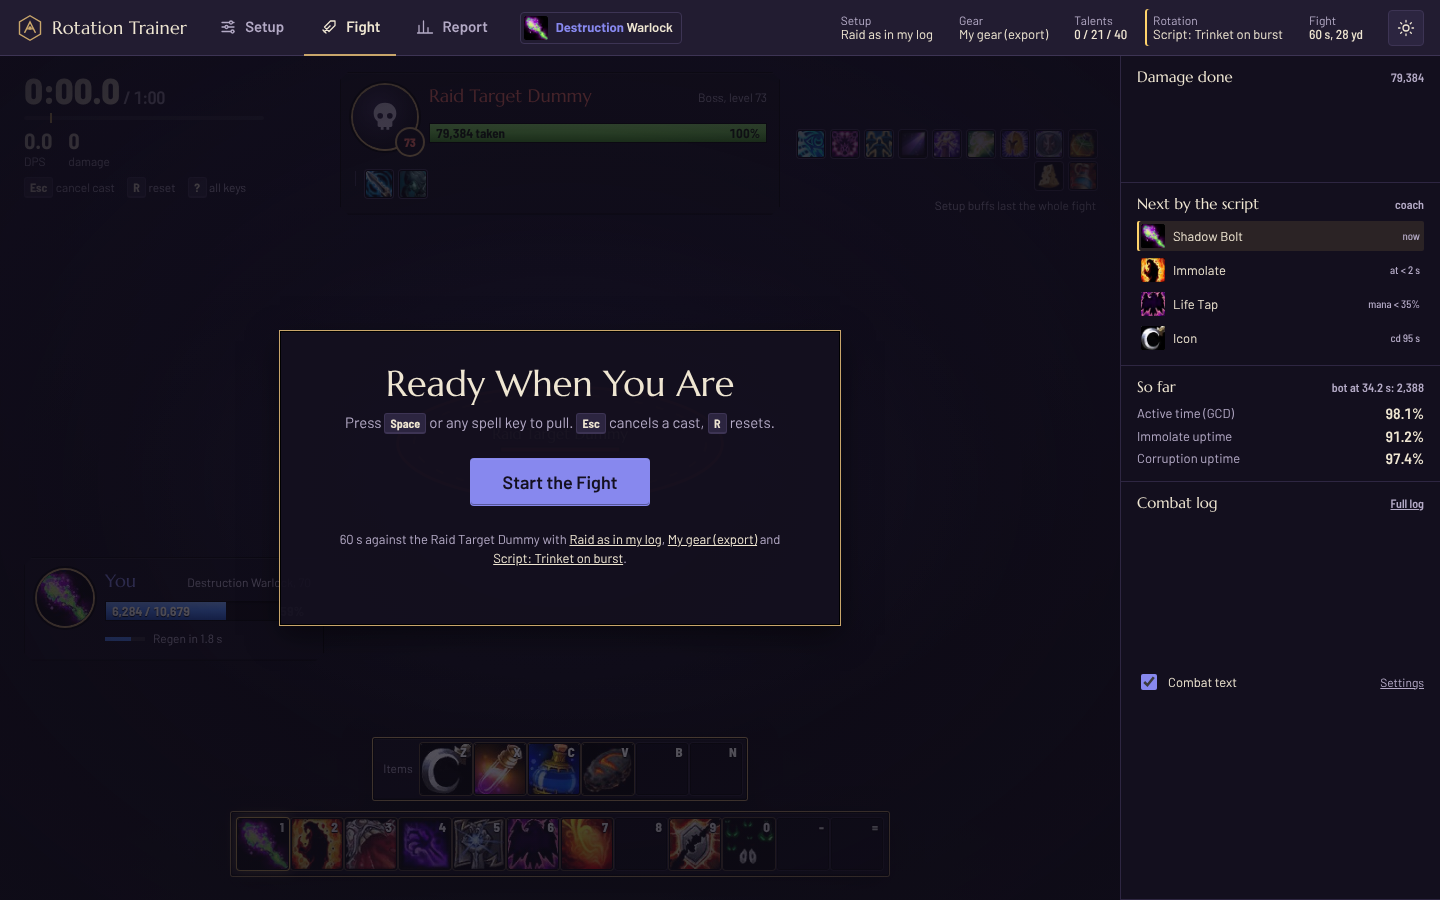 Rotation Trainer
Setup
Fight
Report
Destruction Warlock
Setup
Raid as in my log
Gear
My gear (export)
Talents
0 / 21 / 40
Rotation
Script: Trinket on burst
Fight
60 s, 28 yd
0:00.0 / 1:00
0.0 0
DPS damage
Esc cancel cast R reset ? all keys
Raid Target Dummy
Boss, level 73
79,384 taken 100%
73
Setup buffs last the whole fight
Ready When You Are
Press Space or any spell key to pull. Esc cancels a cast, R resets.
Start the Fight
60 s against the Raid Target Dummy with Raid as in my log, My gear (export) and
Script: Trinket on burst.
You
Destruction Warlo
6,284 / 10,679
Regen in 1.8 s
Items Z X C V B N
1 2 3 4 5 6 7 8 9 0 - =
Damage done 79,384
Next by the script coach
Shadow Bolt now
Immolate at < 2 s
Life Tap mana < 35%
Icon cd 95 s
So far bot at 34.2 s: 2,388
Active time (GCD) 98.1%
Immolate uptime 91.2%
Corruption uptime 97.4%
Combat log Full log
Combat text Settings